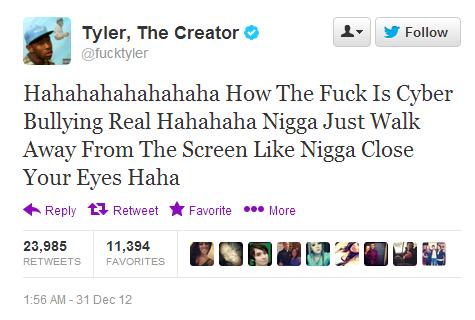 Tyler, The Creator
@fucktyler
Follow
Hahahahahahahaha How The Fuck Is Cyber
Bullying Real Hahahaha Nigga Just Walk
Away From The Screen Like Nigga Close
Your Eyes Haha
Reply Retweet Favorite More
23,985 11,394
RETWEETS FAVORITES
1:56 AM - 31 Dec 12